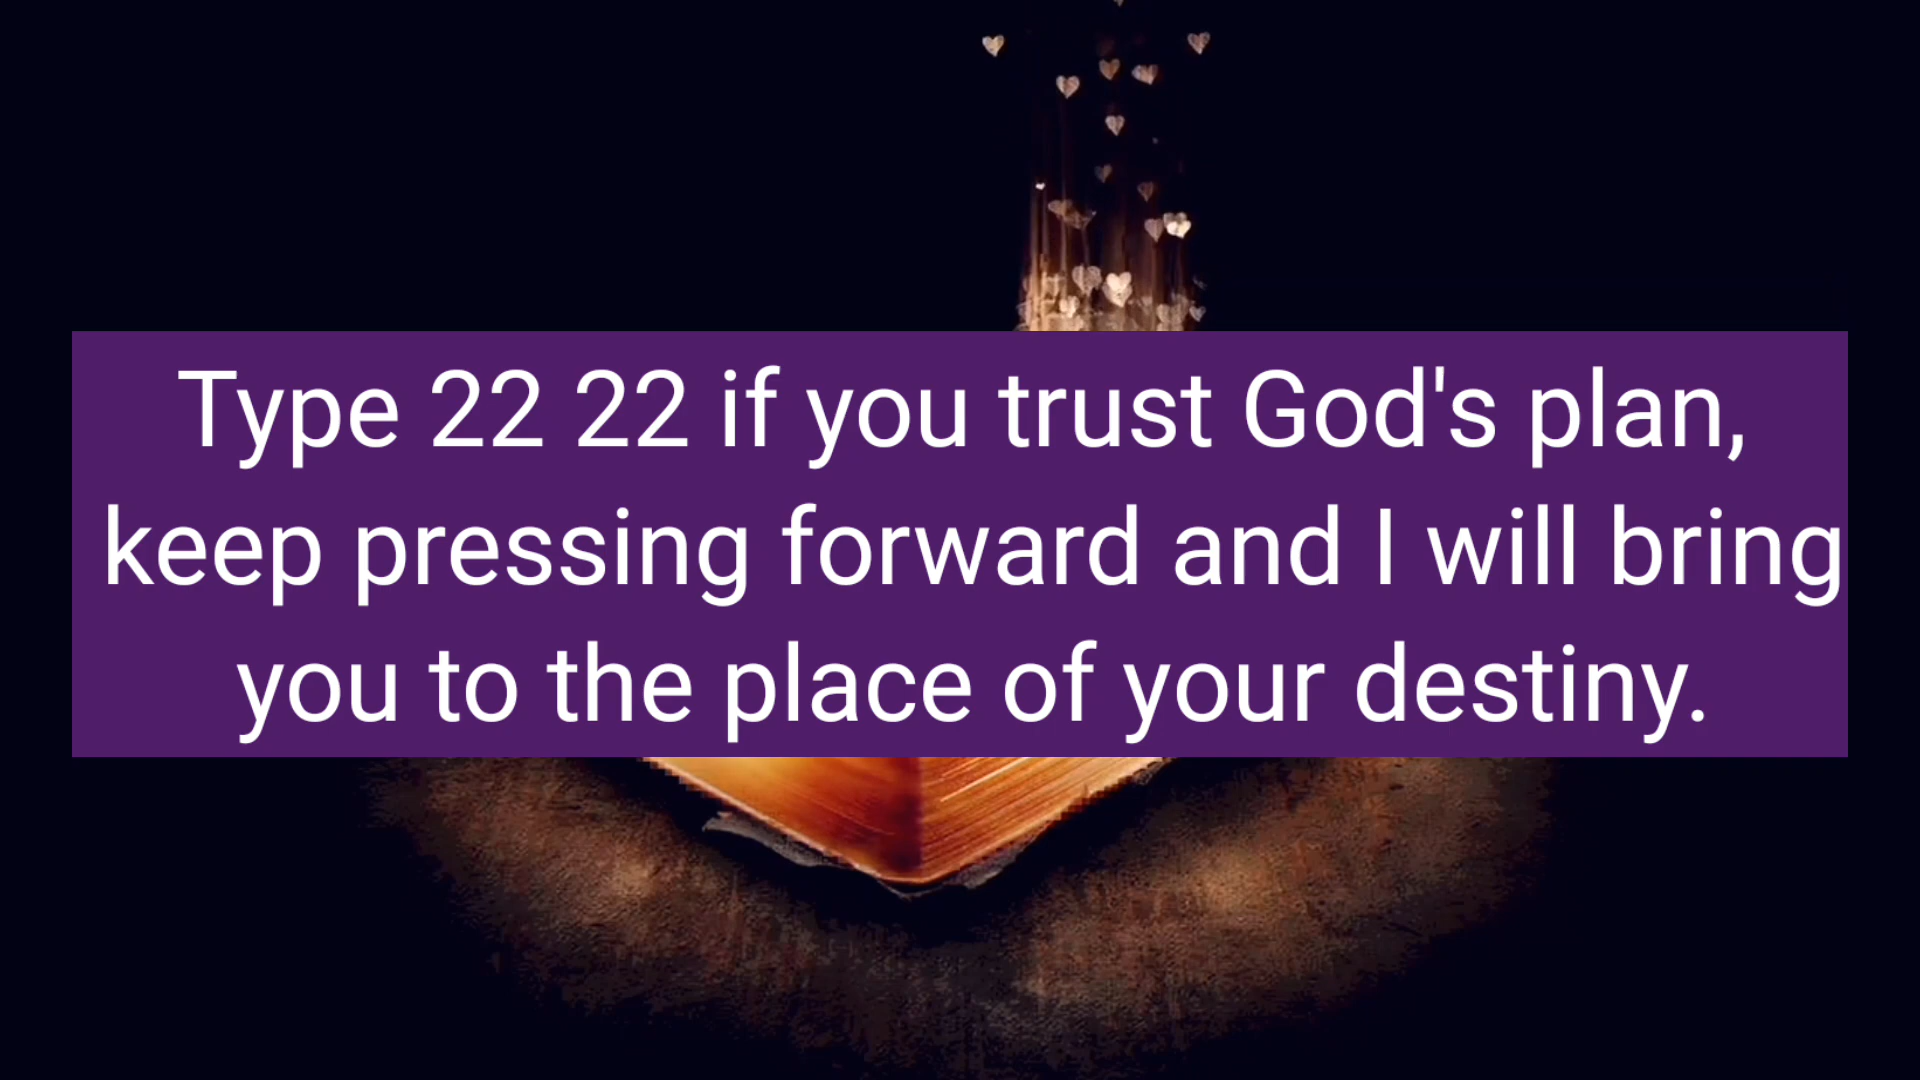 Type 22 22 if you trust God's plan,
keep pressing forward and I will bring
you to the place of your destiny.